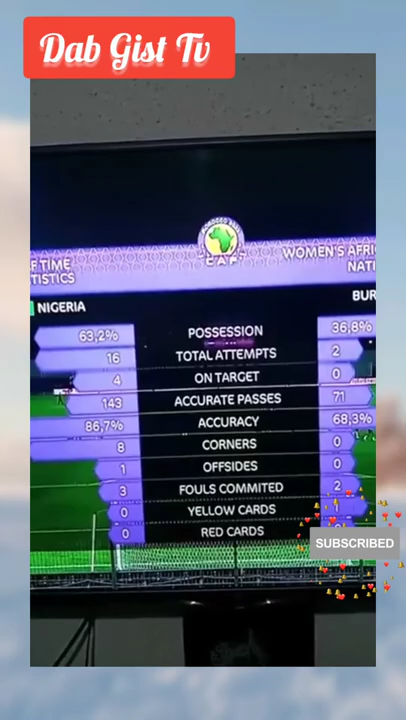 Dab Gist Tv
CAF
F TIME
TISTICS
WOMEN'S AFRIC
NATI
NIGERIA
BUR
63,2% POSSESSION 36,8%
16 TOTAL ATTEMPTS 2
4 ON TARGET 0
143 ACCURATE PASSES 71
86,7% ACCURACY 68,3%
8 CORNERS 0
1 OFFSIDES 0
3 FOULS COMMITED 2
0 YELLOW CARDS 1
0 RED CARDS
SUBSCRIBED